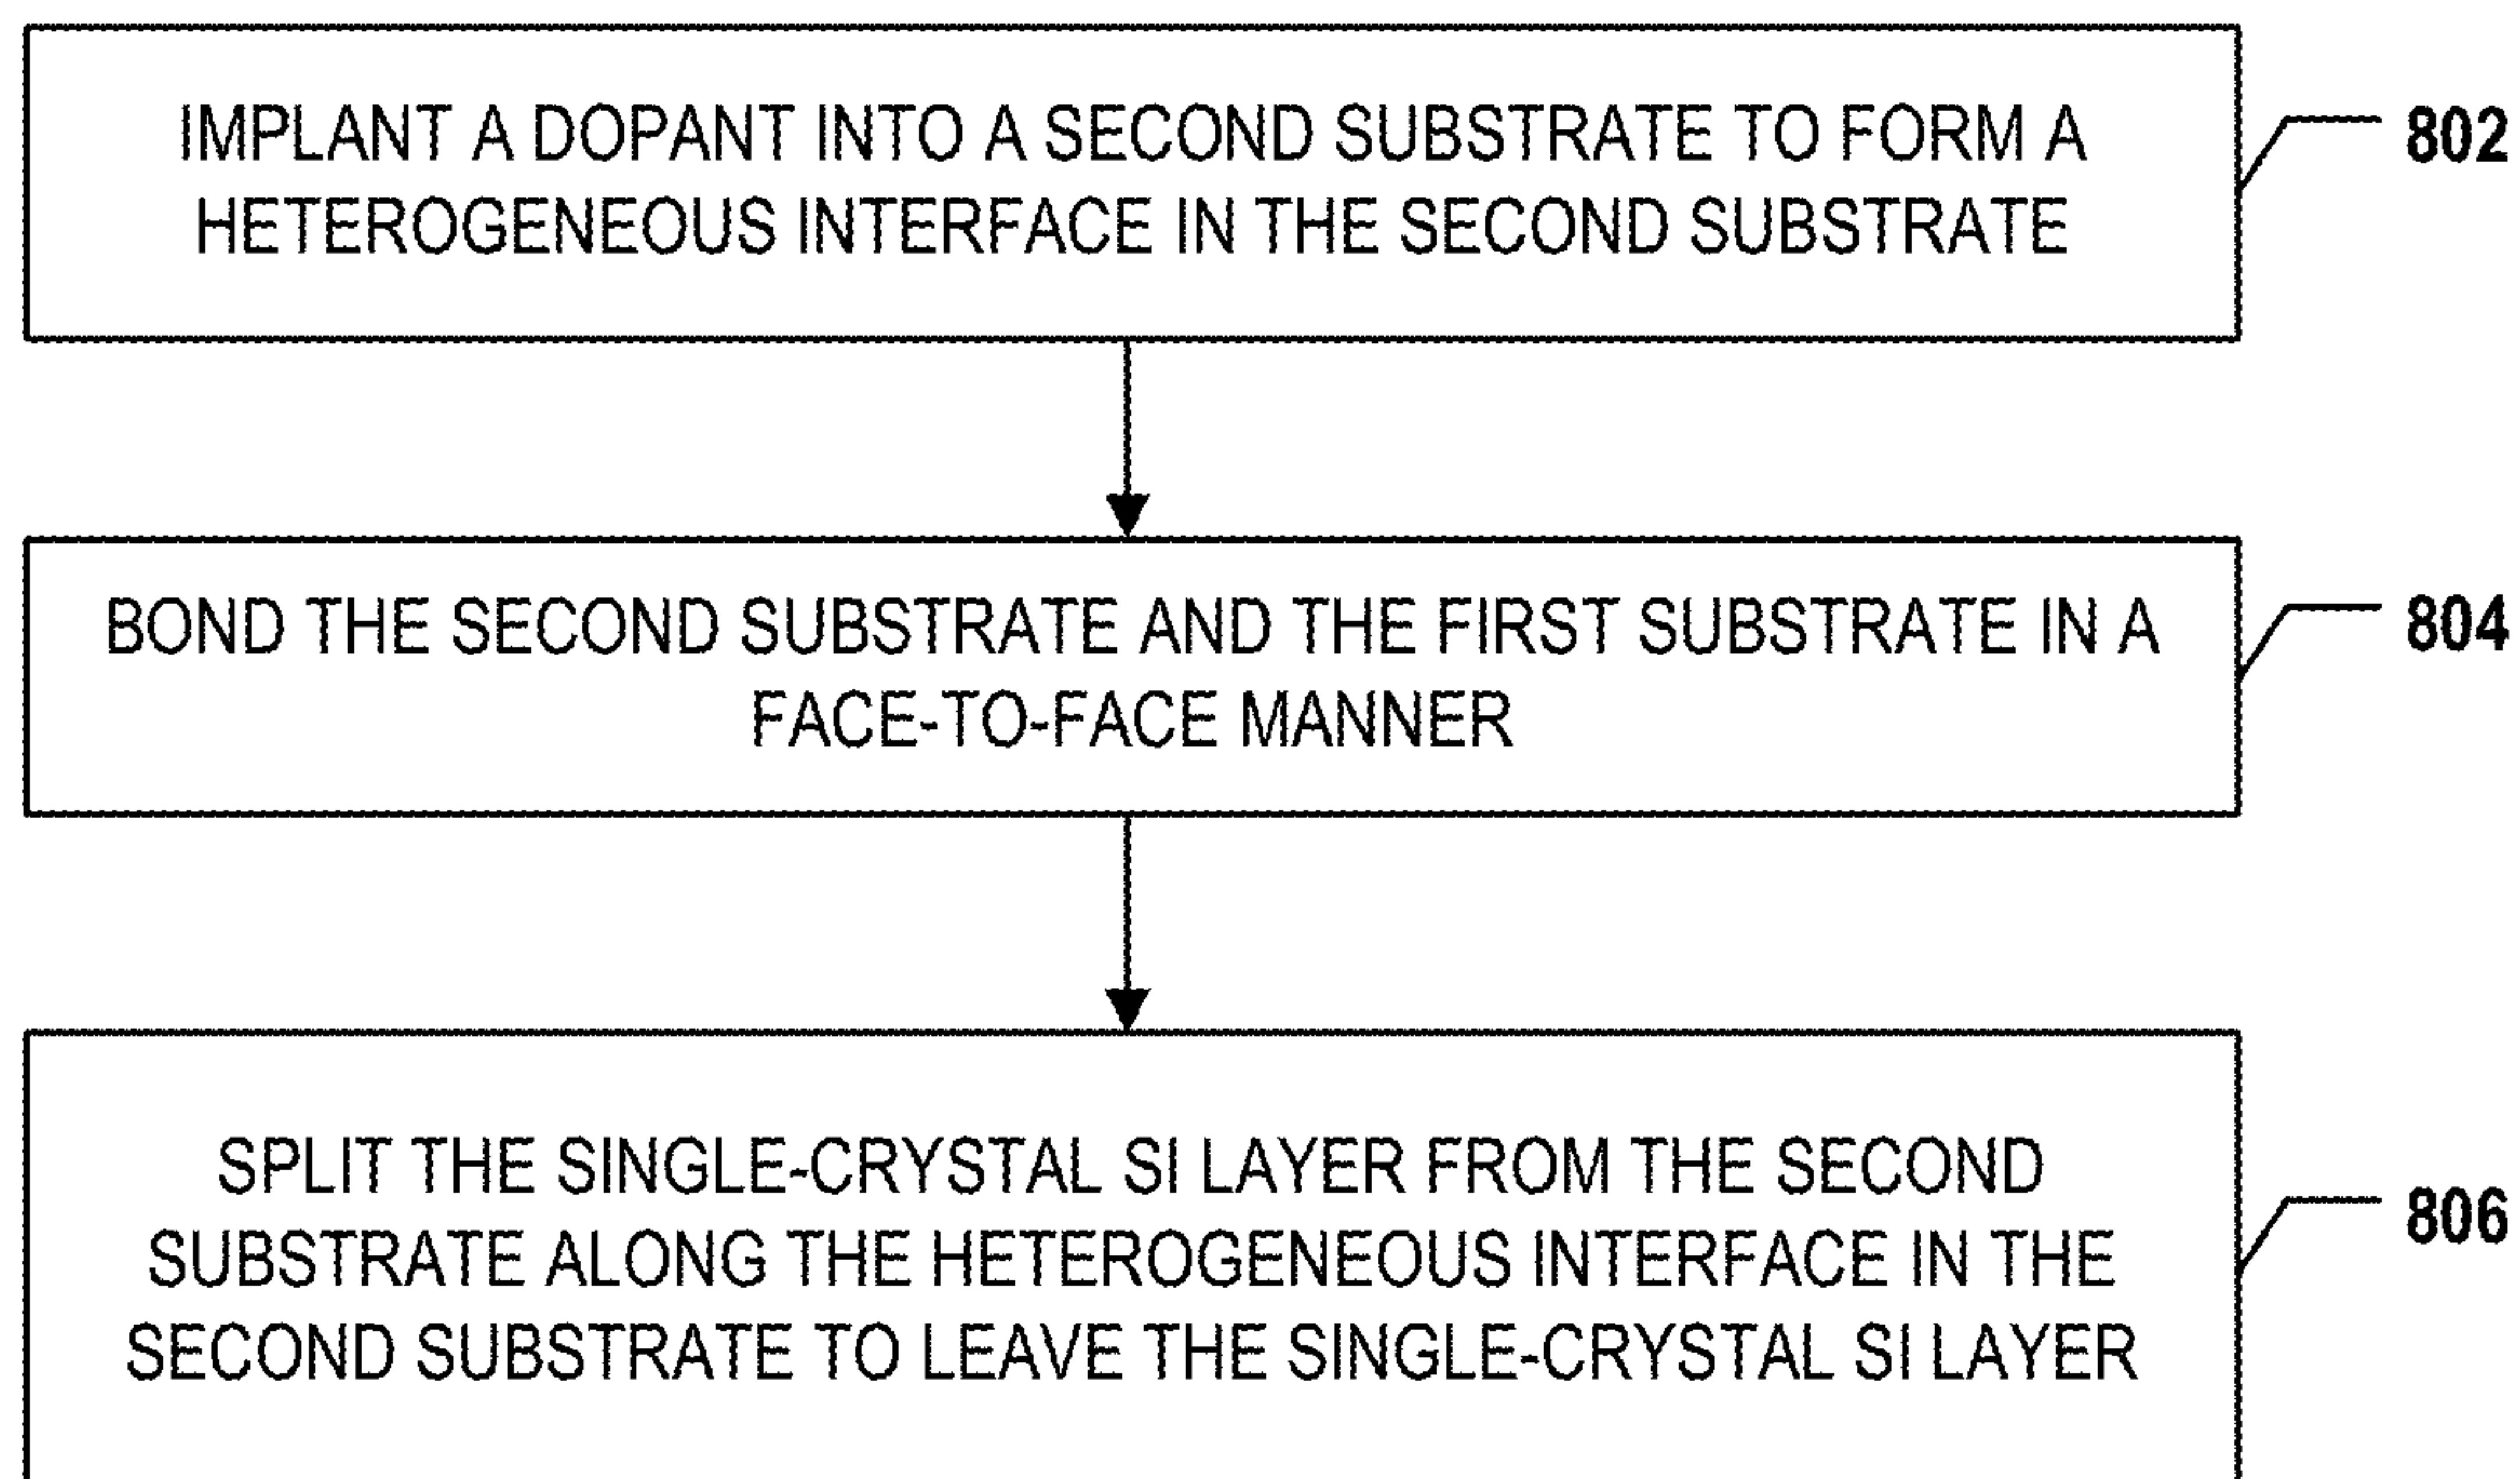 IMPLANT A DOPANT INTO A SECOND SUBSTRATE TO FORM A
HETEROGENEOUS INTERFACE IN THE SECOND SUBSTRATE
802
BOND THE SECOND SUBSTRATE AND THE FIRST SUBSTRATE IN A
FACE-TO-FACE MANNER
804
SPLIT THE SINGLE-CRYSTAL SI LAYER FROM THE SECOND
SUBSTRATE ALONG THE HETEROGENEOUS INTERFACE IN THE
SECOND SUBSTRATE TO LEAVE THE SINGLE-CRYSTAL SI LAYER
806